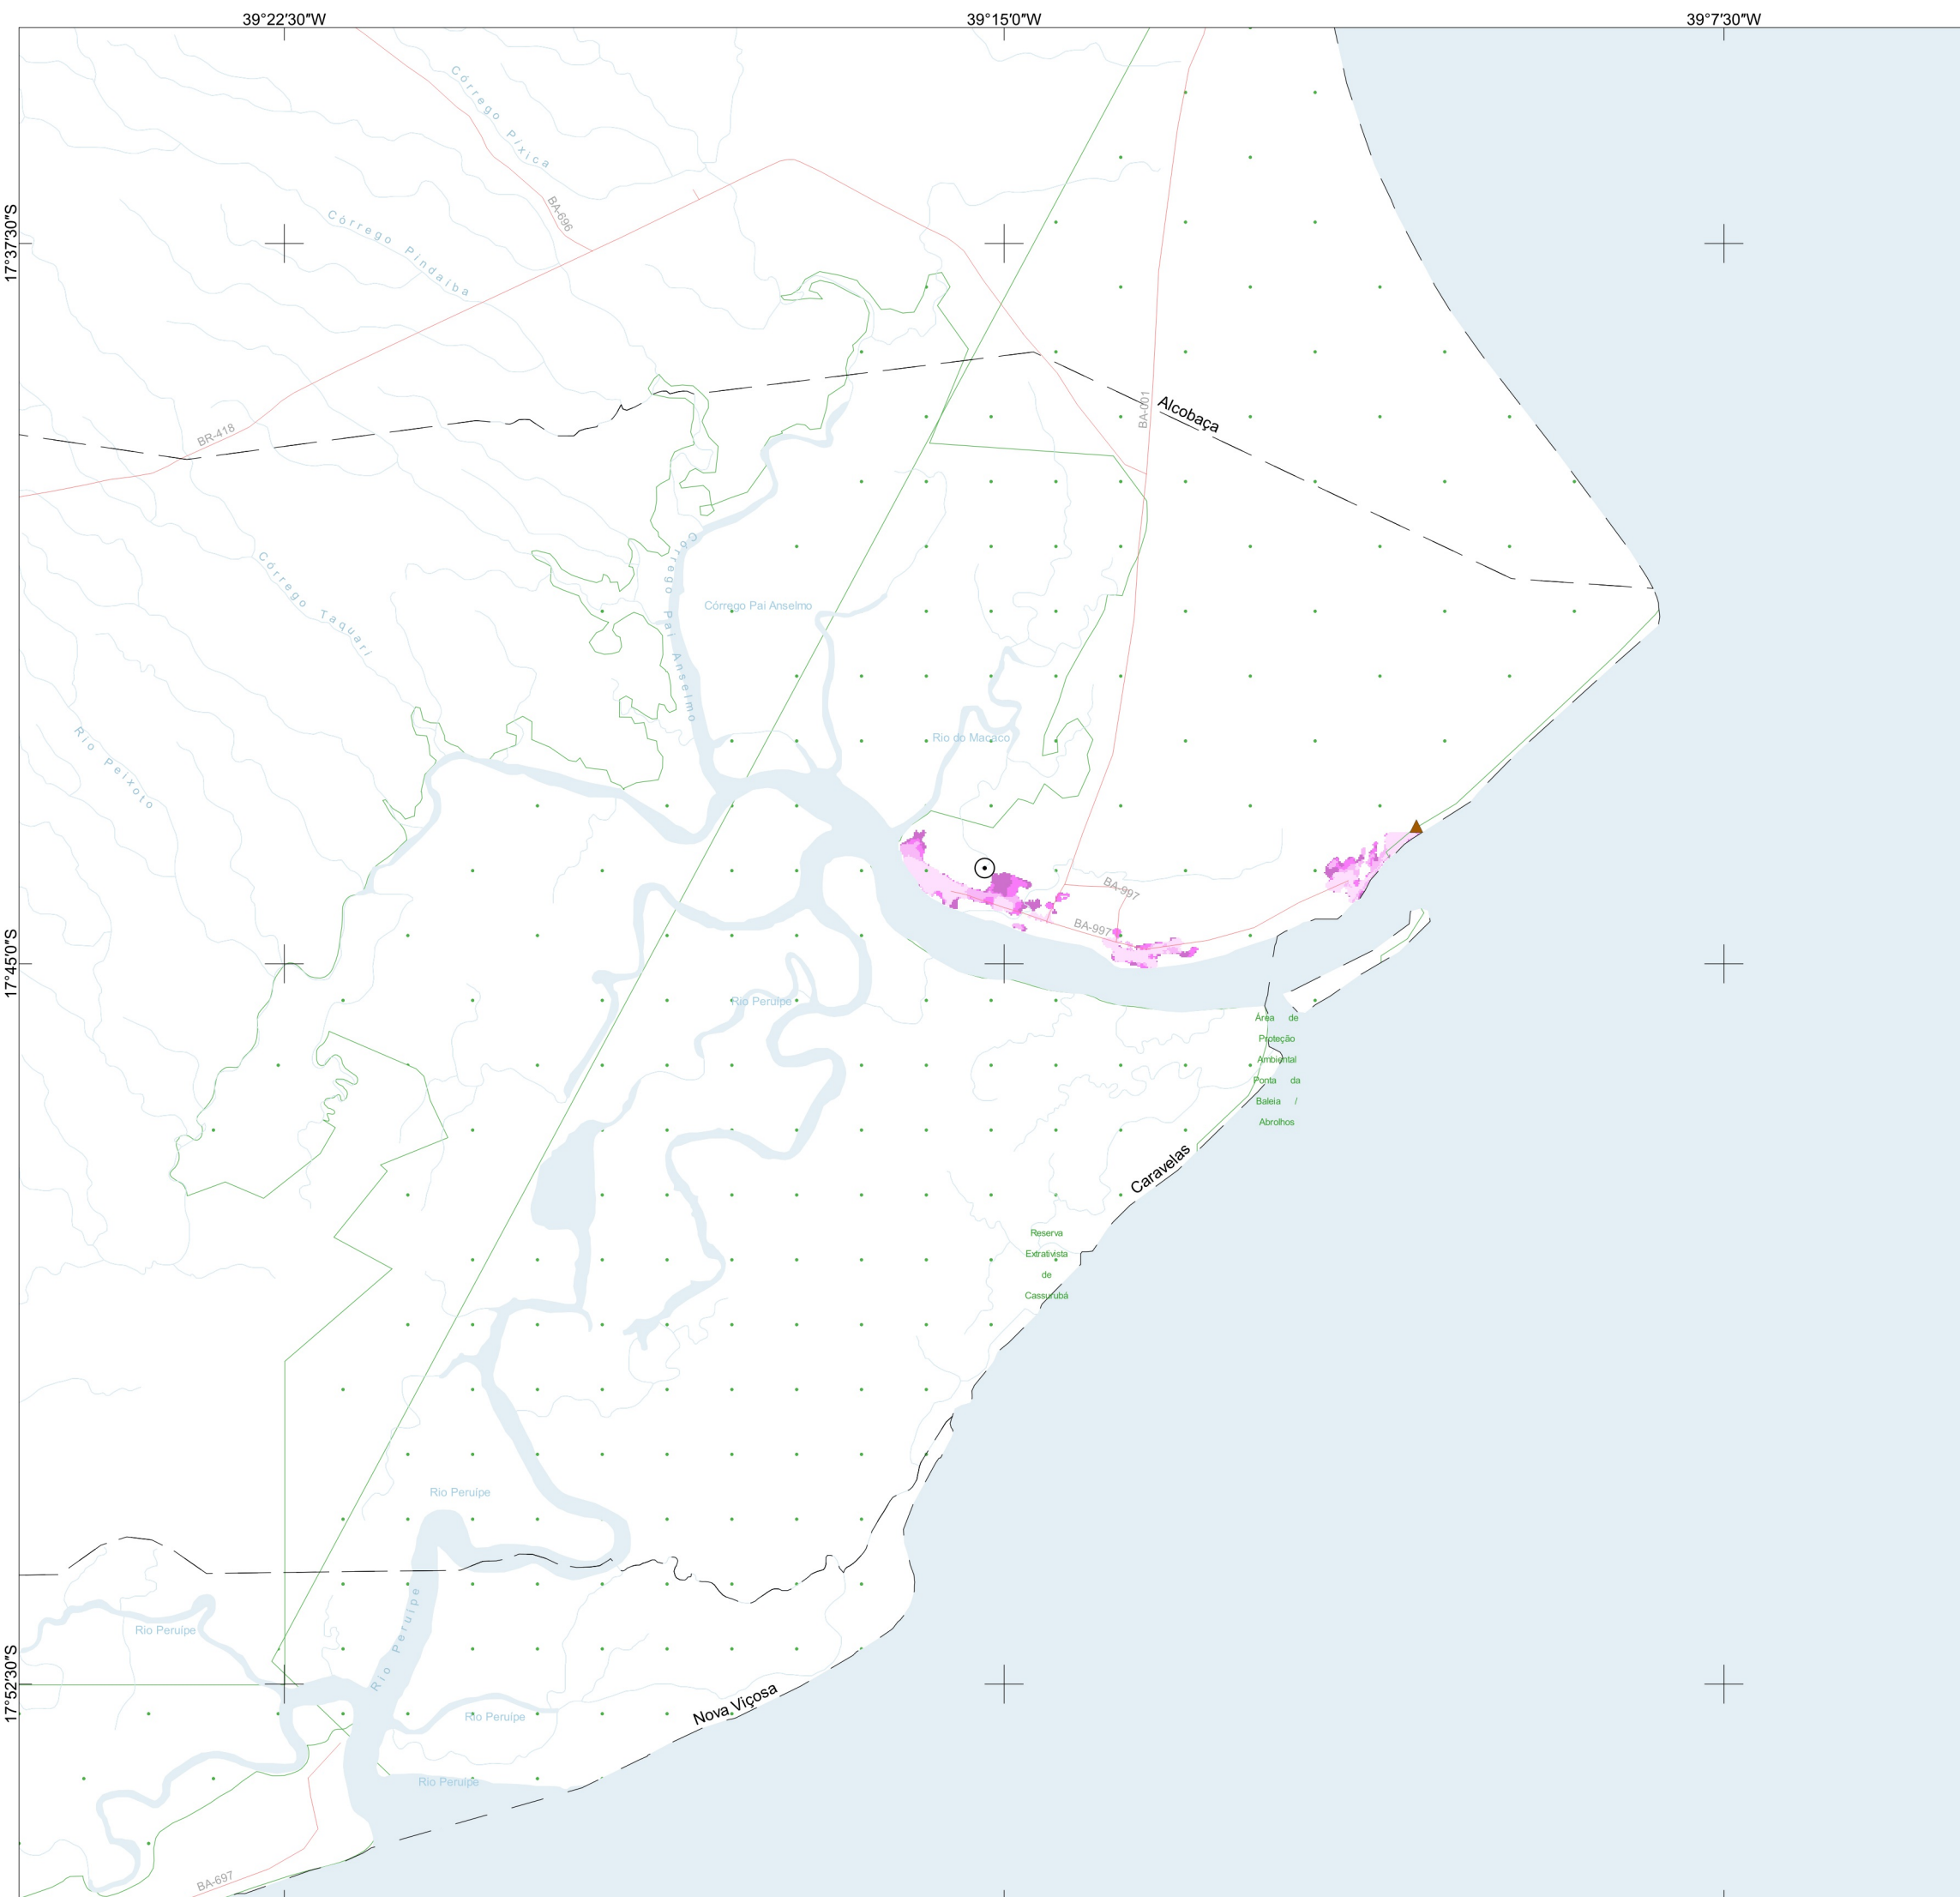 39°22'30"W
39°15'0"W
39°7'30"W
Córrego Pixica
BA-696
17°37'30"S
Córrego Pindaíba
BA-001
Alcobaça
BR-418
Córrego Pai Anselmo
Córrego Taquari
Córrego Pai Anselmo
Rio do Macaco
Rio Peixoto
BA-997
BA-997
17°45'0"S
Rio Peruípe
Área de
Proteção
Ambiental
Ponta da
Baleia /
Abrolhos
Caravelas
Reserva
Extrativista
de
Cassurubá
Rio Peruípe
Rio Peruípe
Rio Peruípe
17°52'30"S
Nova Viçosa
Rio Peruípe
Rio Peruípe
BA-697